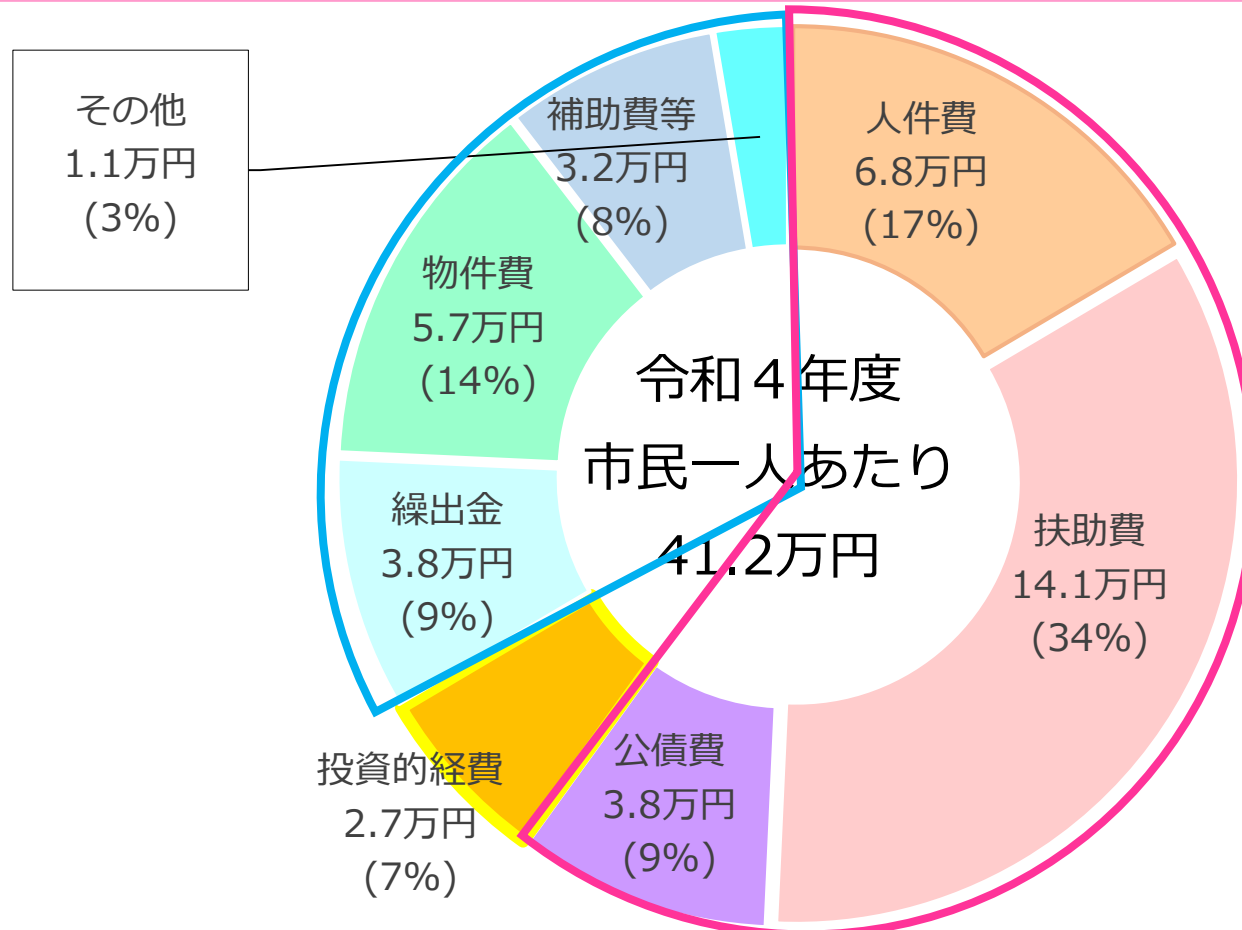 令和４年度
市民一人あたり
41.2万円
人件費
6.8万円
(17%)
扶助費
14.1万円
(34%)
公債費
3.8万円
(9%)
投資的経費
2.7万円
(7%)
繰出金
3.8万円
(9%)
物件費
5.7万円
(14%)
補助費等
3.2万円
(8%)
その他
1.1万円
(3%)